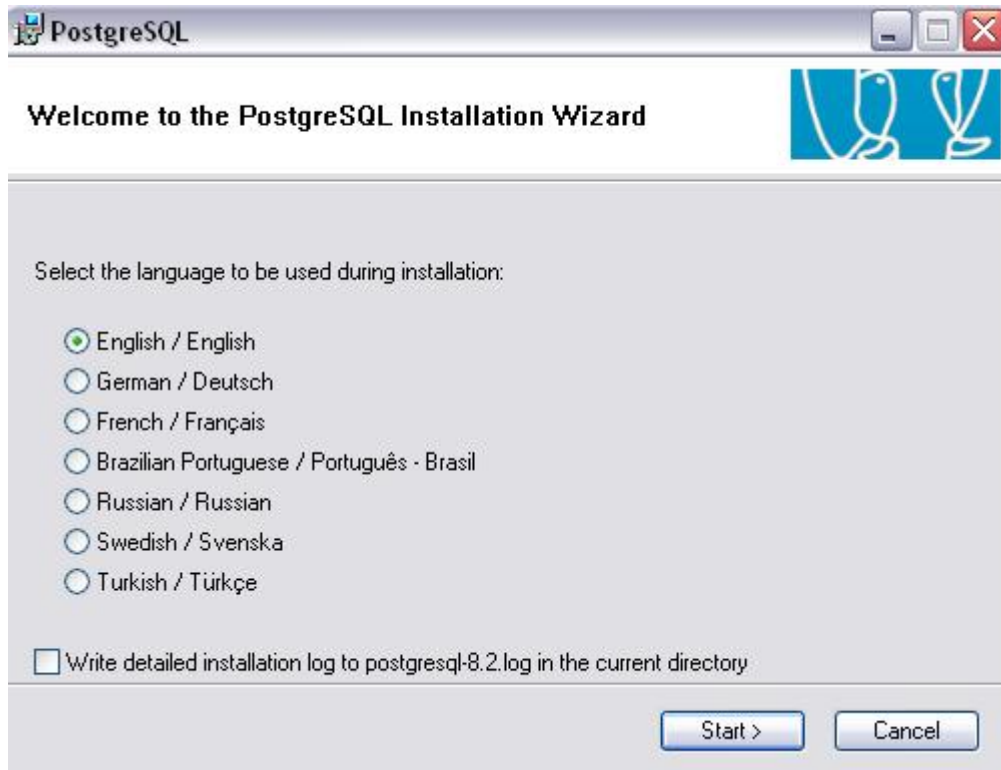 PostgreSQL
Welcome to the PostgreSQL Installation Wizard
Select the language to be used during installation:
English / English
German / Deutsch
French / Français
Brazilian Portuguese / Português - Brasil
Russian / Russian
Swedish / Svenska
Turkish / Türkçe
Write detailed installation log to postgresql-8.2.log in the current directory
Start >
Cancel